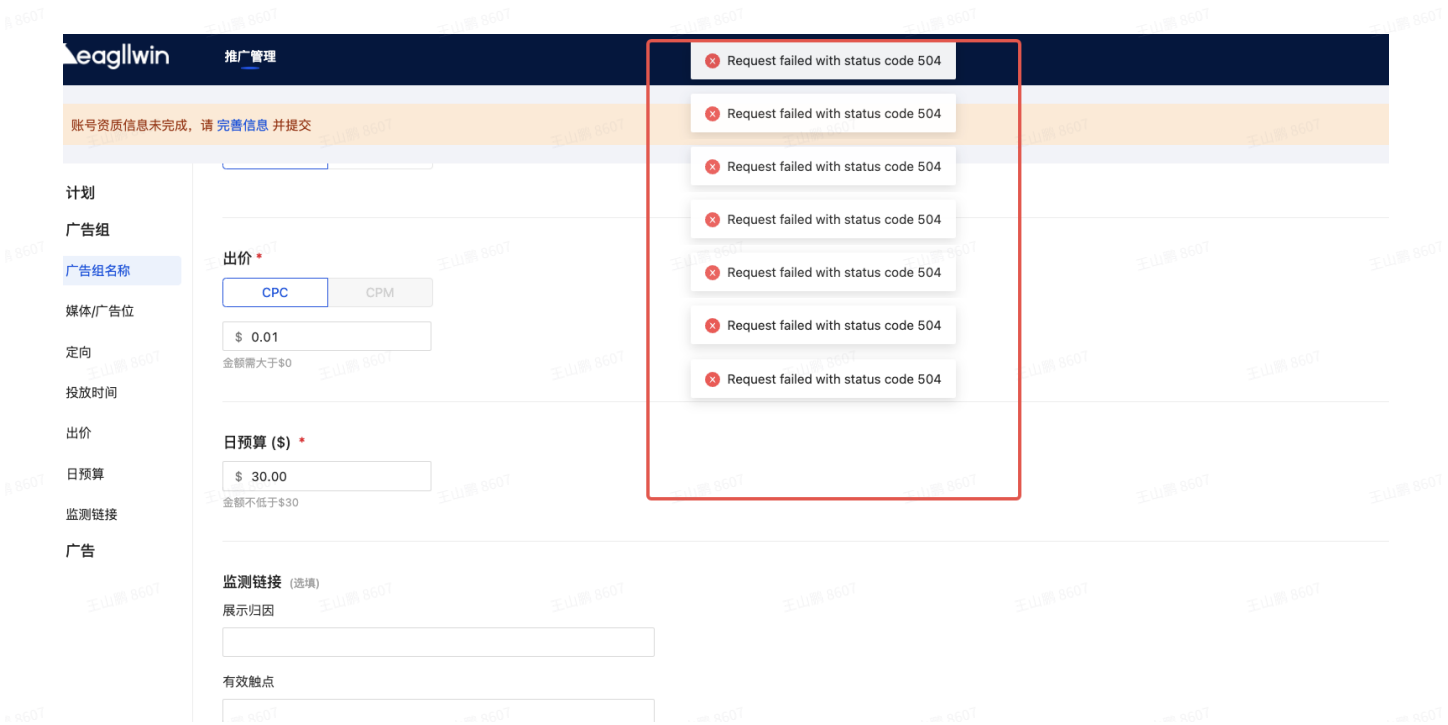 eagllwin
推广管理
Request failed with status code 504
Request failed with status code 504
账号资质信息未完成，请 完善信息 并提交
Request failed with status code 504
Request failed with status code 504
Request failed with status code 504
Request failed with status code 504
Request failed with status code 504
计划
广告组
广告组名称
媒体/广告位
定向
投放时间
出价
日预算
监测链接
广告
出价 *
CPC
CPM
$ 0.01
金额需大于$0
日预算 ($) *
$ 30.00
金额不低于$30
监测链接 (选填)
展示归因
有效触点
王山鹏 8607